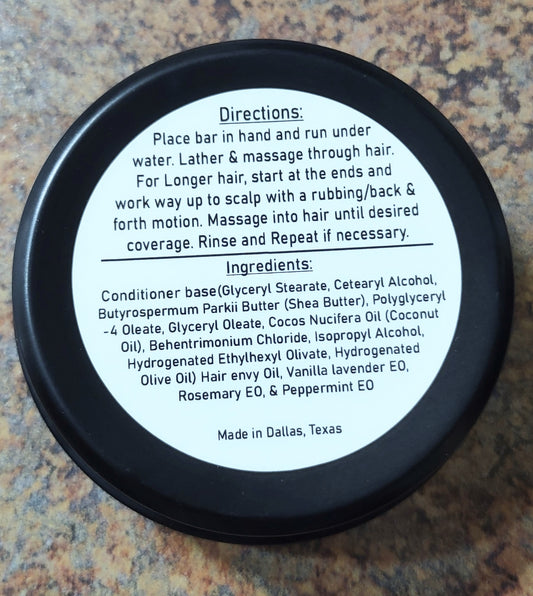 Directions:
Place bar in hand and run under
water. Lather & massage through hair.
For Longer hair, start at the ends and
work way up to scalp with a rubbing/back &
forth motion. Massage into hair until desired
coverage. Rinse and Repeat if necessary.
Ingredients:
Conditioner base(Glyceryl Stearate, Cetearyl Alcohol,
Butyrospermum Parkii Butter (Shea Butter), Polyglyceryl
-4 Oleate, Glyceryl Oleate, Cocos Nucifera Oil (Coconut
Oil), Behentrimonium Chloride, Isopropyl Alcohol,
Hydrogenated Ethylhexyl Olivate, Hydrogenated
Olive Oil) Hair envy Oil, Vanilla lavender EO,
Rosemary EO, & Peppermint EO
Made in Dallas, Texas